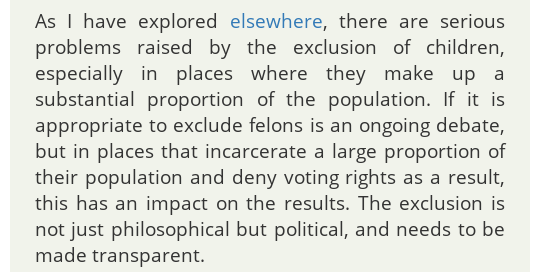 As I have explored elsewhere, there are serious
problems raised by the exclusion of children,
especially in places where they make up a
substantial proportion of the population. If it is
appropriate to exclude felons is an ongoing debate,
but in places that incarcerate a large proportion of
their population and deny voting rights as a result,
this has an impact on the results. The exclusion is
not just philosophical but political, and needs to be
made transparent.